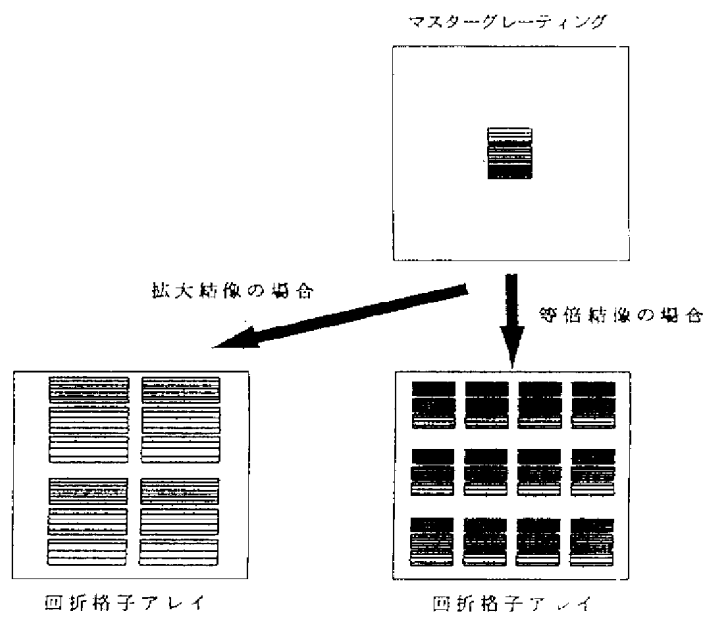 マスターグレーティング
拡大結像の場合
等倍結像の場合
回折格子アレイ
回折格子アレイ